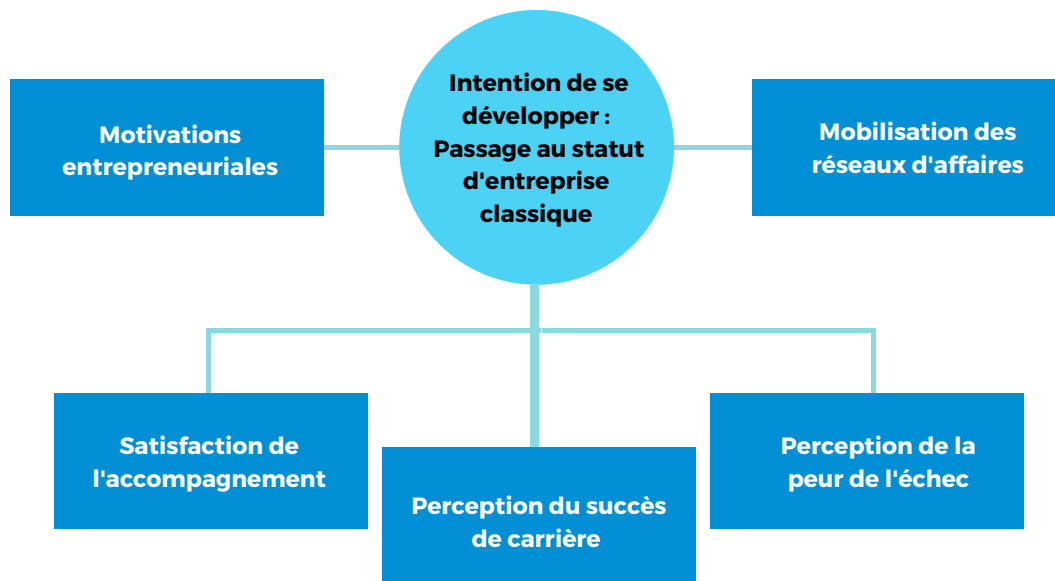 Intention de se
développer :
Passage au statut
d'entreprise
classique
Motivations
entrepreneuriales
Mobilisation des
réseaux d'affaires
Satisfaction de
l'accompagnement
Perception du succès
de carrière
Perception de la
peur de l'échec